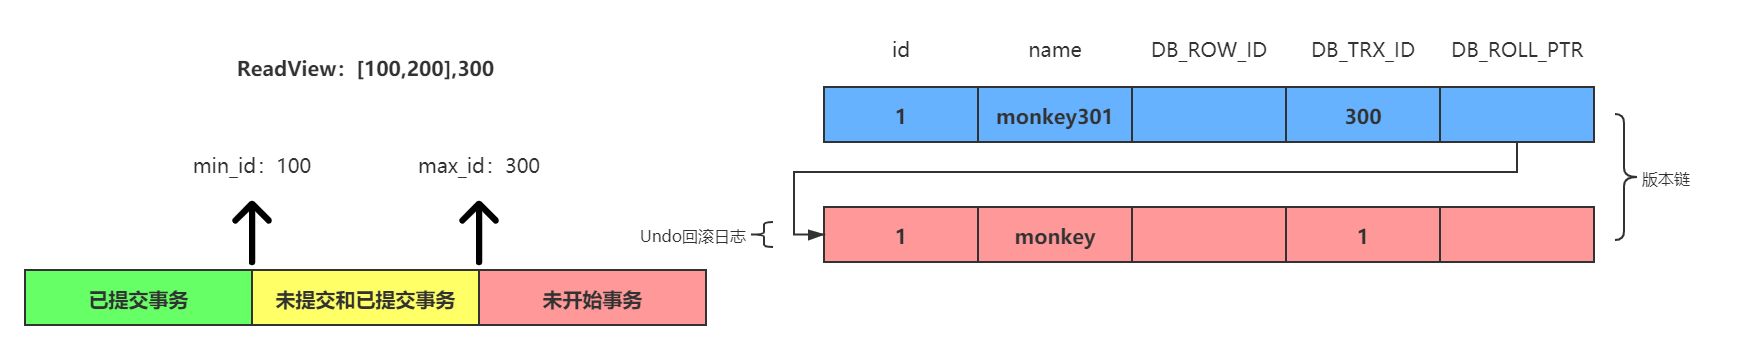 ReadView：[100,200],300
min_id：100
max_id：300
已提交事务
未提交和已提交事务
未开始事务
id name DB_ROW_ID DB_TRX_ID DB_ROLL_PTR
1 monkey301 300
版本链
Undo回滚日志
1 monkey 1